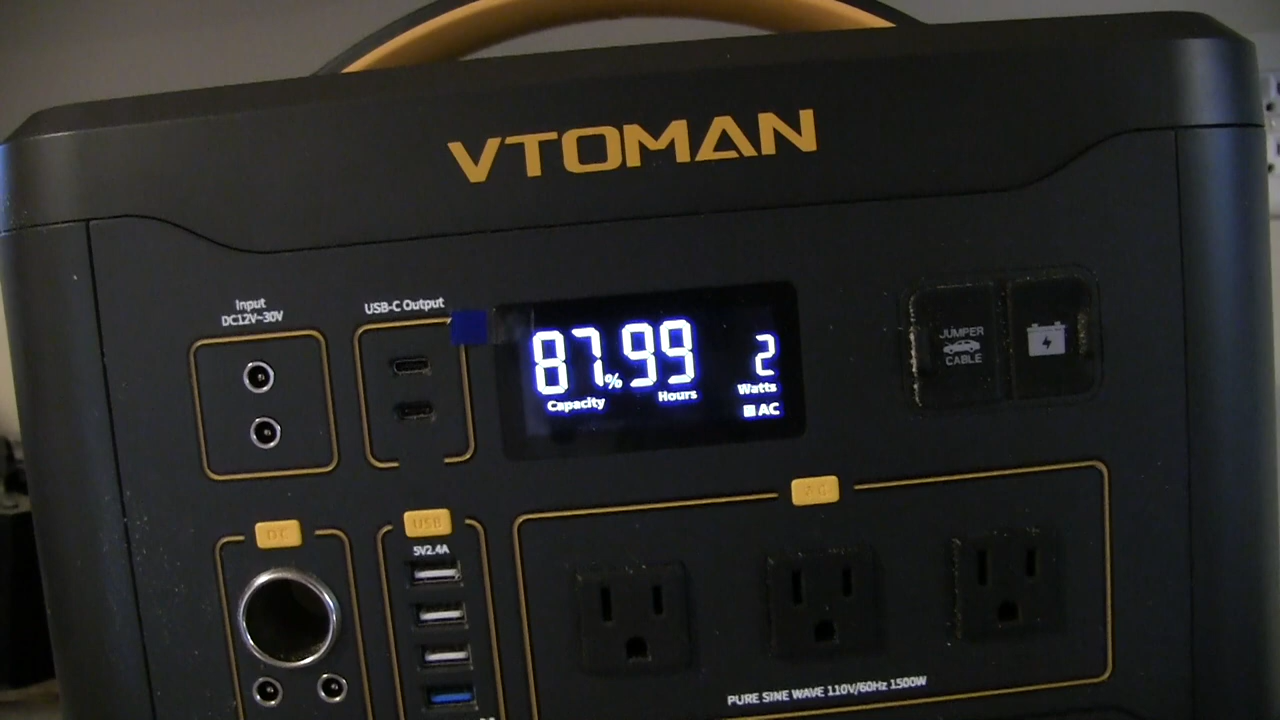 VTOMAN
Input
DC12V~30V
USB-C Output
87% 99 2
Capacity Hours Watts
AC
JUMPER
CABLE
DC
USB
AC
5V2.4A
PURE SINE WAVE 110V/60Hz 1500W